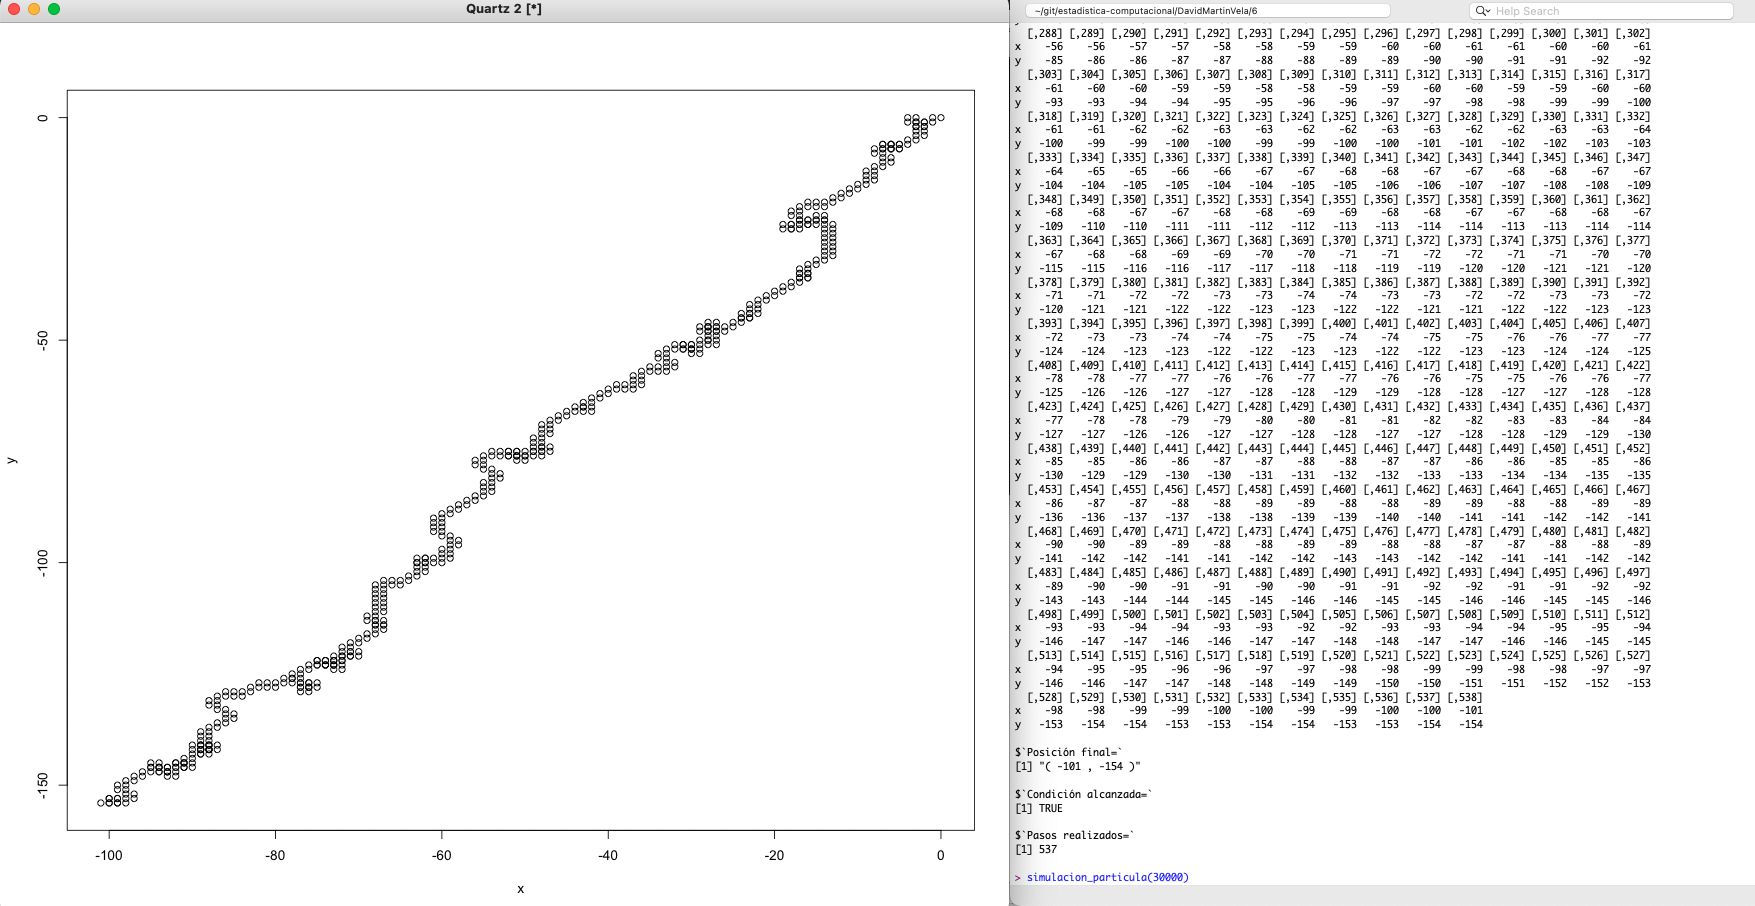 Quartz 2 [*]
0
-50
-100
-150
y
-100 -80 -60 -40 -20 0
x
~/git/estadistica-computacional/DavidMartinVela/6
Help Search
[,288] [,289] [,290] [,291] [,292] [,293] [,294] [,295] [,296] [,297] [,298] [,299] [,300] [,301] [,302]
x -56 -56 -57 -57 -58 -58 -59 -59 -60 -60 -61 -61 -60 -60 -61
y -85 -86 -86 -87 -87 -88 -88 -89 -89 -90 -90 -91 -91 -92 -92
[,303] [,304] [,305] [,306] [,307] [,308] [,309] [,310] [,311] [,312] [,313] [,314] [,315] [,316] [,317]
x -61 -60 -60 -59 -59 -58 -58 -59 -59 -60 -60 -59 -59 -60 -60
y -93 -93 -94 -94 -95 -95 -96 -96 -97 -97 -98 -98 -99 -99 -100
[,318] [,319] [,320] [,321] [,322] [,323] [,324] [,325] [,326] [,327] [,328] [,329] [,330] [,331] [,332]
x -61 -61 -62 -62 -63 -63 -62 -62 -63 -63 -62 -62 -63 -63 -64
y -100 -99 -99 -100 -100 -99 -99 -100 -100 -101 -101 -102 -102 -103 -103
[,333] [,334] [,335] [,336] [,337] [,338] [,339] [,340] [,341] [,342] [,343] [,344] [,345] [,346] [,347]
x -64 -65 -65 -66 -66 -67 -67 -68 -68 -67 -67 -68 -68 -67 -67
y -104 -104 -105 -105 -104 -104 -105 -105 -106 -106 -107 -107 -108 -108 -109
[,348] [,349] [,350] [,351] [,352] [,353] [,354] [,355] [,356] [,357] [,358] [,359] [,360] [,361] [,362]
x -68 -68 -67 -67 -68 -68 -69 -69 -68 -68 -67 -67 -68 -68 -67
y -109 -110 -110 -111 -111 -112 -112 -113 -113 -114 -114 -113 -113 -114 -114
[,363] [,364] [,365] [,366] [,367] [,368] [,369] [,370] [,371] [,372] [,373] [,374] [,375] [,376] [,377]
x -67 -68 -68 -69 -69 -70 -70 -71 -71 -72 -72 -71 -71 -70 -70
y -115 -115 -116 -116 -117 -117 -118 -118 -119 -119 -120 -120 -121 -121 -120
[,378] [,379] [,380] [,381] [,382] [,383] [,384] [,385] [,386] [,387] [,388] [,389] [,390] [,391] [,392]
x -71 -71 -72 -72 -73 -73 -74 -74 -73 -73 -72 -72 -73 -73 -72
y -120 -121 -121 -122 -122 -123 -123 -122 -122 -121 -121 -122 -122 -123 -123
[,393] [,394] [,395] [,396] [,397] [,398] [,399] [,400] [,401] [,402] [,403] [,404] [,405] [,406] [,407]
x -72 -73 -73 -74 -74 -75 -75 -74 -74 -75 -75 -76 -76 -77 -77
y -124 -124 -123 -123 -122 -122 -123 -123 -122 -122 -123 -123 -124 -124 -125
[,408] [,409] [,410] [,411] [,412] [,413] [,414] [,415] [,416] [,417] [,418] [,419] [,420] [,421] [,422]
x -78 -78 -77 -77 -76 -76 -77 -77 -76 -76 -75 -75 -76 -76 -77
y -125 -126 -126 -127 -127 -128 -128 -129 -129 -128 -128 -127 -127 -128 -128
[,423] [,424] [,425] [,426] [,427] [,428] [,429] [,430] [,431] [,432] [,433] [,434] [,435] [,436] [,437]
x -77 -78 -78 -79 -79 -80 -80 -81 -81 -82 -82 -83 -83 -84 -84
y -127 -127 -126 -126 -127 -127 -128 -128 -127 -127 -128 -128 -129 -129 -130
[,438] [,439] [,440] [,441] [,442] [,443] [,444] [,445] [,446] [,447] [,448] [,449] [,450] [,451] [,452]
x -85 -85 -86 -86 -87 -87 -88 -88 -87 -87 -86 -86 -85 -85 -86
y -130 -129 -129 -130 -130 -131 -131 -132 -132 -133 -133 -134 -134 -135 -135
[,453] [,454] [,455] [,456] [,457] [,458] [,459] [,460] [,461] [,462] [,463] [,464] [,465] [,466] [,467]
x -86 -87 -87 -88 -88 -89 -89 -88 -88 -89 -89 -88 -88 -89 -89
y -136 -136 -137 -137 -138 -138 -139 -139 -140 -140 -141 -141 -142 -142 -141
[,468] [,469] [,470] [,471] [,472] [,473] [,474] [,475] [,476] [,477] [,478] [,479] [,480] [,481] [,482]
x -90 -90 -89 -89 -88 -88 -89 -89 -88 -88 -87 -87 -88 -88 -89
y -141 -142 -142 -141 -141 -142 -142 -143 -143 -142 -142 -141 -141 -142 -142
[,483] [,484] [,485] [,486] [,487] [,488] [,489] [,490] [,491] [,492] [,493] [,494] [,495] [,496] [,497]
x -89 -90 -90 -91 -91 -90 -90 -91 -91 -92 -92 -91 -91 -92 -92
y -143 -143 -144 -144 -145 -145 -146 -146 -145 -145 -146 -146 -145 -145 -146
[,498] [,499] [,500] [,501] [,502] [,503] [,504] [,505] [,506] [,507] [,508] [,509] [,510] [,511] [,512]
x -93 -93 -94 -94 -93 -93 -92 -92 -93 -93 -94 -94 -95 -95 -94
y -146 -147 -147 -146 -146 -147 -147 -148 -148 -147 -147 -146 -146 -145 -145
[,513] [,514] [,515] [,516] [,517] [,518] [,519] [,520] [,521] [,522] [,523] [,524] [,525] [,526] [,527]
x -94 -95 -95 -96 -96 -97 -97 -98 -98 -99 -99 -98 -98 -97 -97
y -146 -146 -147 -147 -148 -148 -149 -149 -150 -150 -151 -151 -152 -152 -153
[,528] [,529] [,530] [,531] [,532] [,533] [,534] [,535] [,536] [,537] [,538]
x -98 -98 -99 -99 -100 -100 -99 -99 -100 -100 -101
y -153 -154 -154 -153 -153 -154 -154 -153 -153 -154 -154
$`Posición final=`
[1] "( -101 , -154 )"
$`Condición alcanzada=`
[1] TRUE
$`Pasos realizados=`
[1] 537
> simulacion_particula(30000)